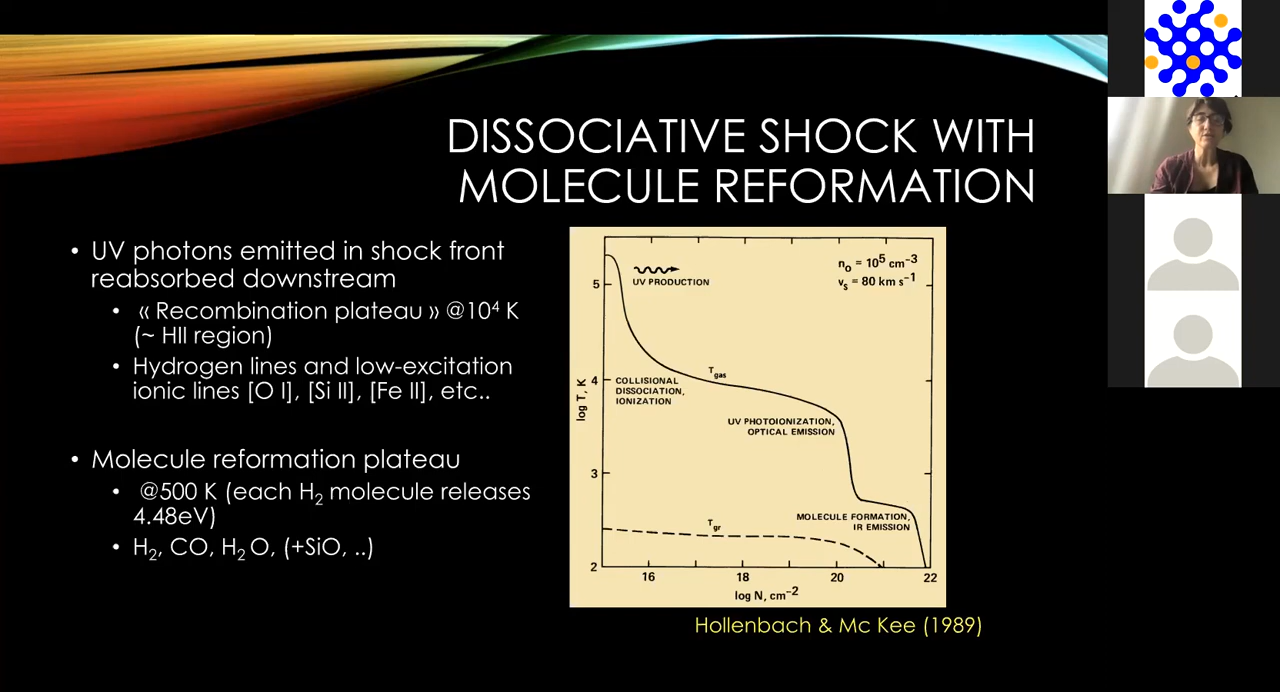 DISSOCIATIVE SHOCK WITH
MOLECULE REFORMATION
• UV photons emitted in shock front
reabsorbed downstream
• « Recombination plateau » @10⁴ K
(~ HII region)
• Hydrogen lines and low-excitation
ionic lines [O I], [Si II], [Fe II], etc..
• Molecule reformation plateau
• @500 K (each H₂ molecule releases
4.48eV)
• H₂, CO, H₂ O, (+SiO, ..)
UV PRODUCTION
n₀ = 10⁵ cm⁻³
vₛ = 80 km s⁻¹
5
4
3
2
log T, K
T_gas
COLLISIONAL
DISSOCIATION,
IONIZATION
UV PHOTOIONIZATION,
OPTICAL EMISSION
MOLECULE FORMATION,
IR EMISSION
T_gr
16 18 20 22
log N, cm⁻²
Hollenbach & Mc Kee (1989)